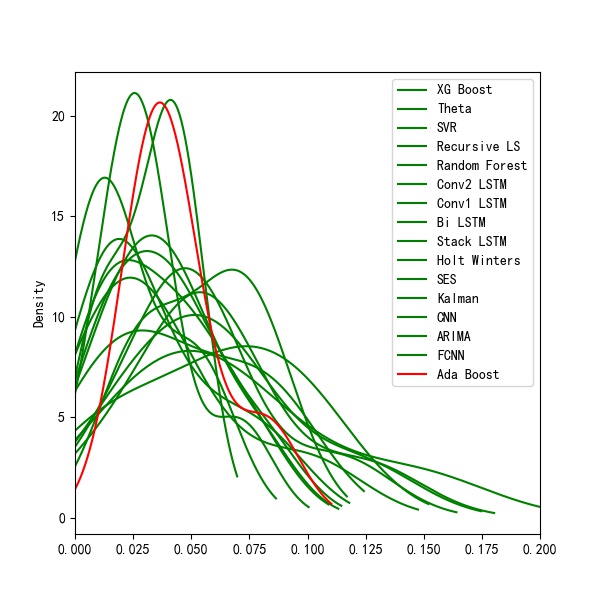 XG Boost
Theta
SVR
Recursive LS
Random Forest
Conv2 LSTM
Conv1 LSTM
Bi LSTM
Stack LSTM
Holt Winters
SES
Kalman
CNN
ARIMA
FCNN
Ada Boost
Density
20
15
10
5
0
0.000 0.025 0.050 0.075 0.100 0.125 0.150 0.175 0.200